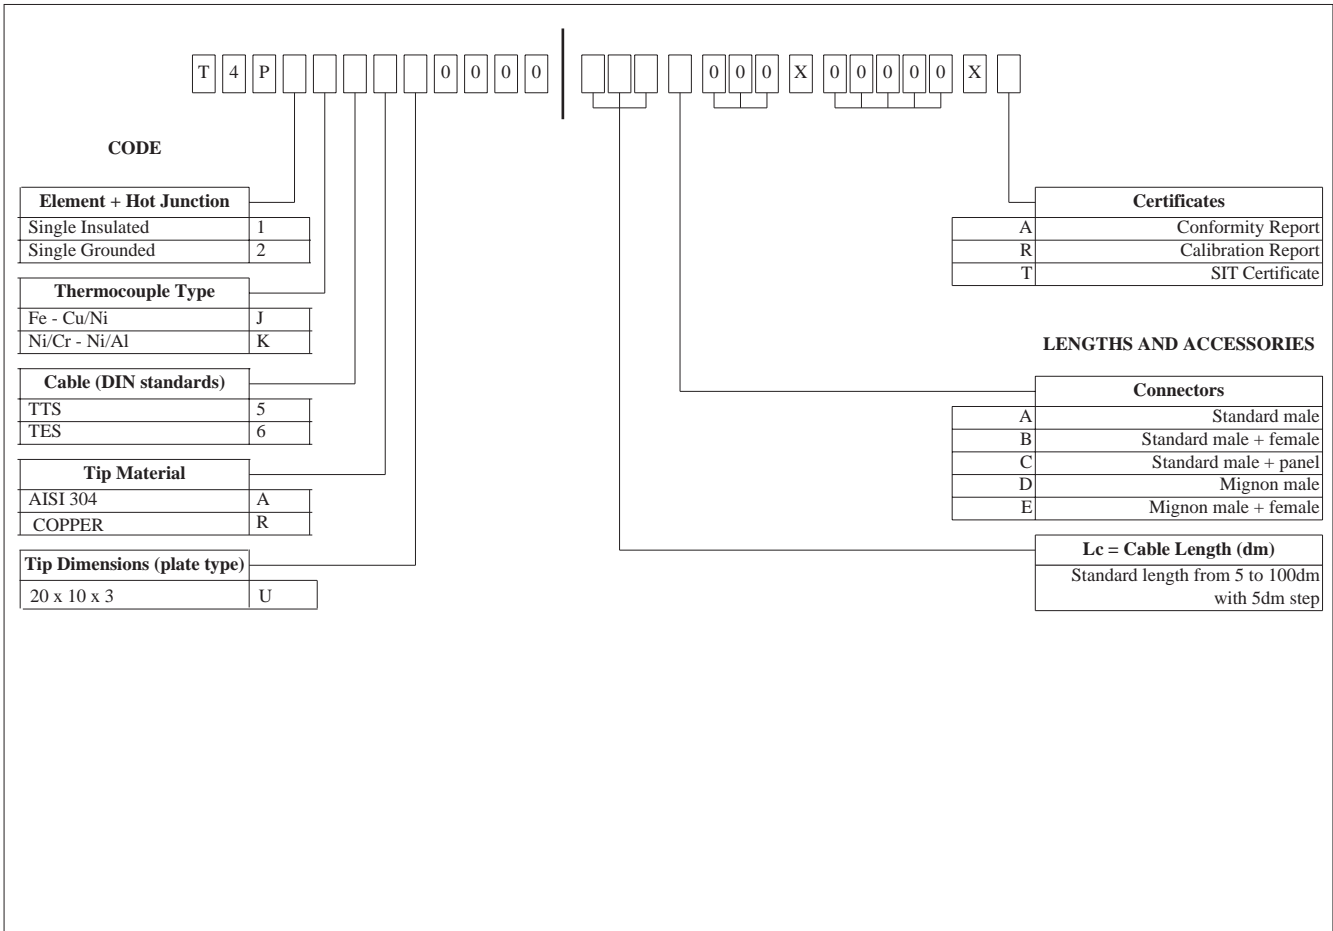 T 4 P 0 0 0 0 0 0 0 X 0 0 0 0 0 X
CODE
Element + Hot Junction
Single Insulated 1
Single Grounded 2
Thermocouple Type
Fe - Cu/Ni J
Ni/Cr - Ni/Al K
Cable (DIN standards)
TTS 5
TES 6
Tip Material
AISI 304 A
COPPER R
Tip Dimensions (plate type)
20 x 10 x 3 U
Certificates
A Conformity Report
R Calibration Report
T SIT Certificate
LENGTHS AND ACCESSORIES
Connectors
A Standard male
B Standard male + female
C Standard male + panel
D Mignon male
E Mignon male + female
Lc = Cable Length (dm)
Standard length from 5 to 100dm
with 5dm step